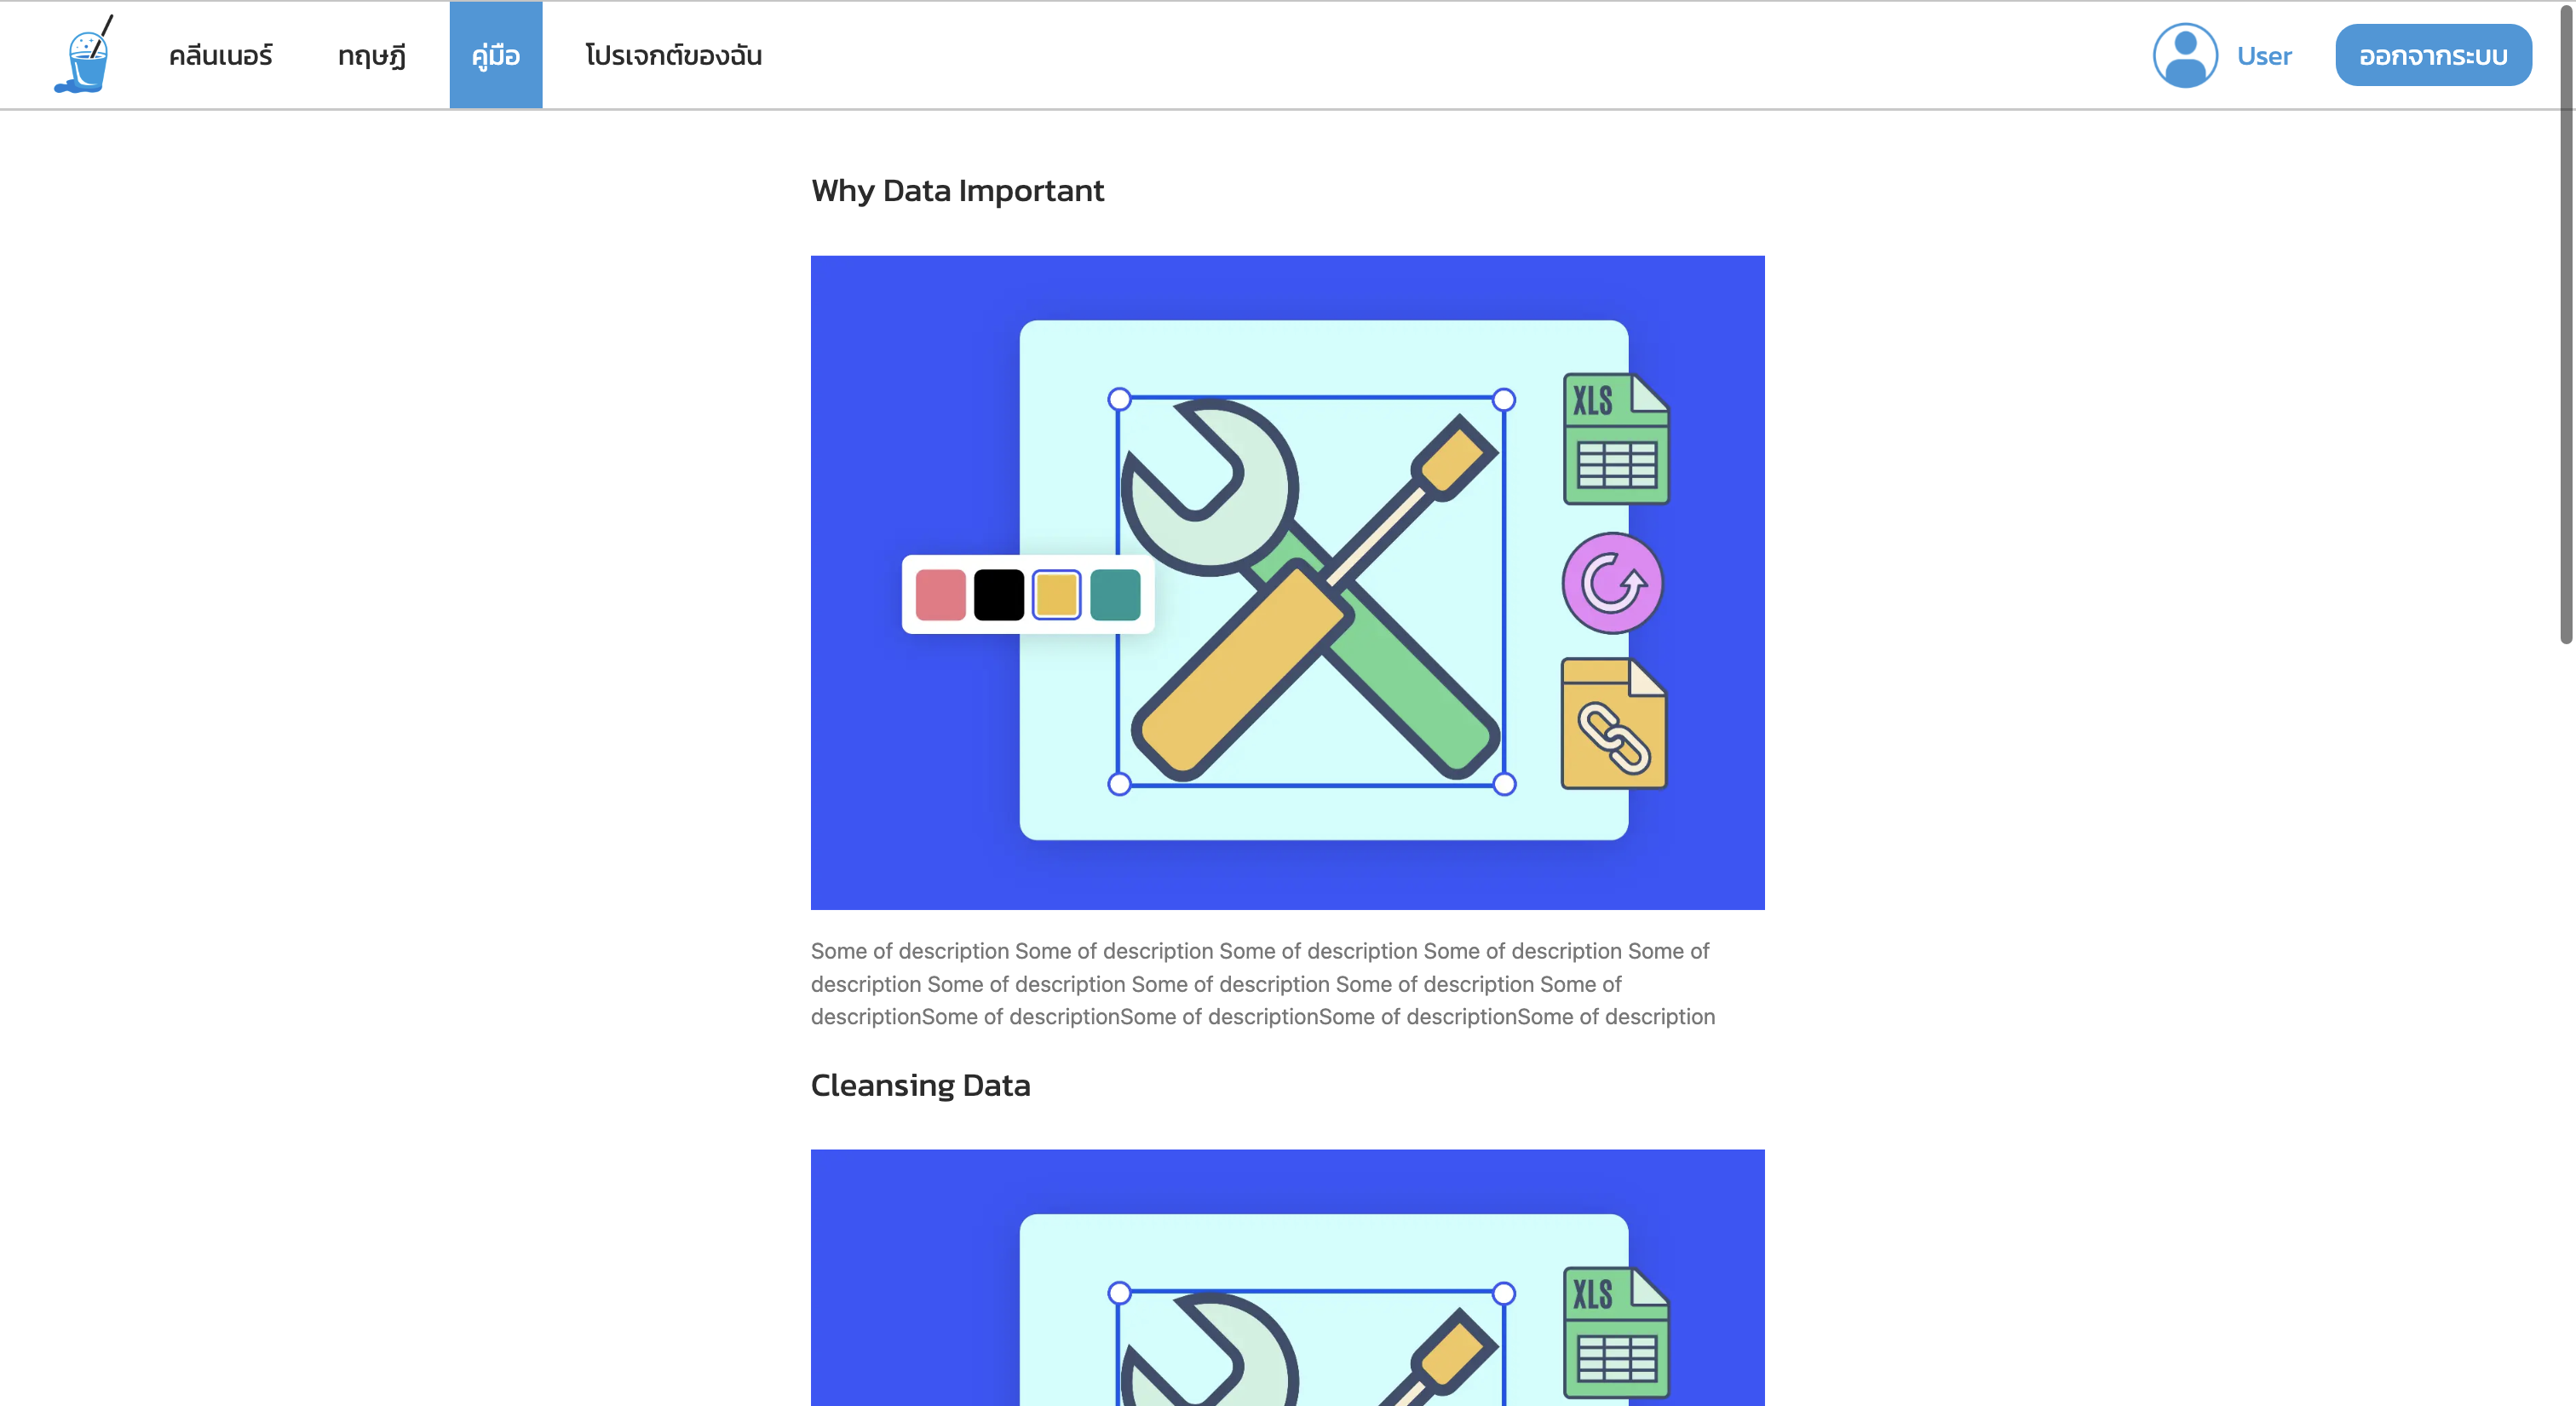 คลีนเนอร์ ทฤษฎี คู่มือ โปรเจกต์ของฉัน User ออกจากระบบ
Why Data Important
XLS
Some of description Some of description Some of description Some of description Some of
description Some of description Some of description Some of description Some of
descriptionSome of descriptionSome of descriptionSome of descriptionSome of description
Cleansing Data
XLS